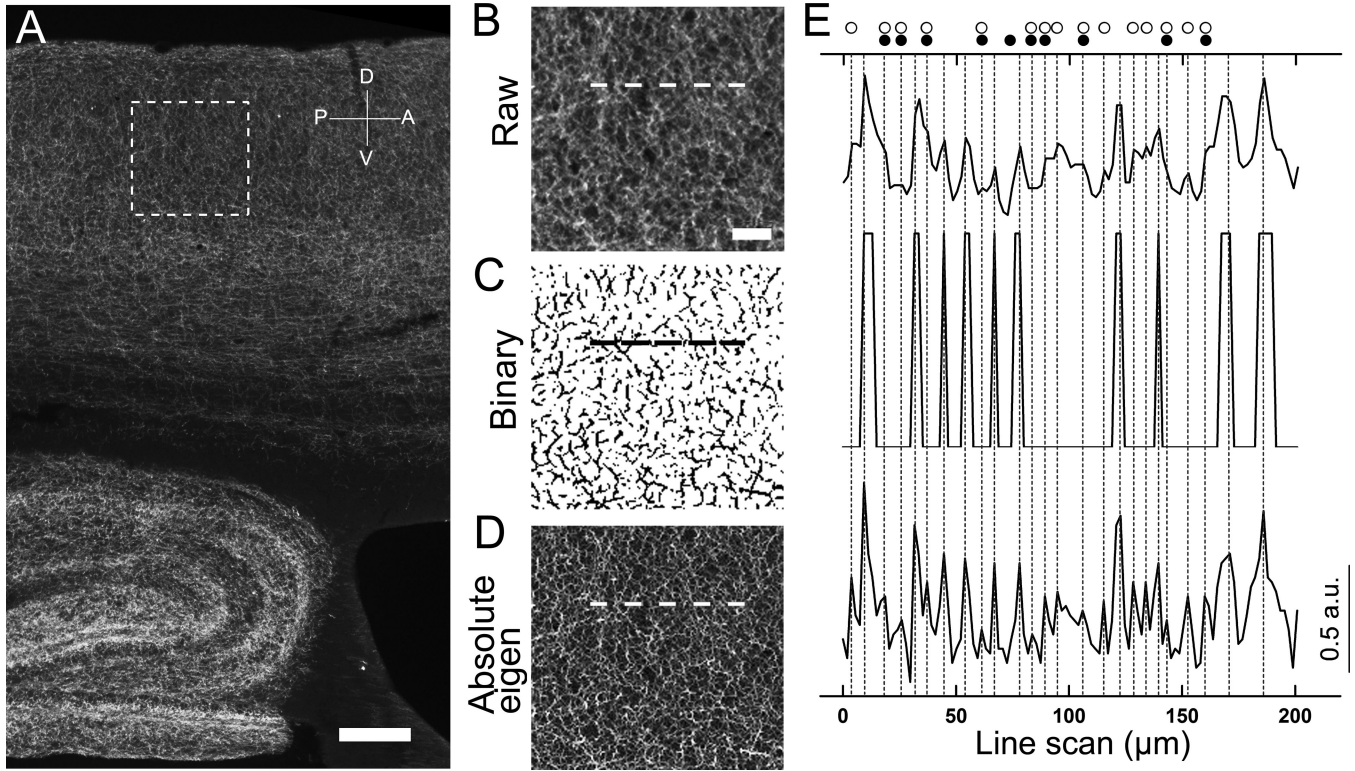 A
D
P A
V
B
Raw
C
Binary
D
Absolute
eigen
E
0.5 a.u.
0 50 100 150 200
Line scan (µm)